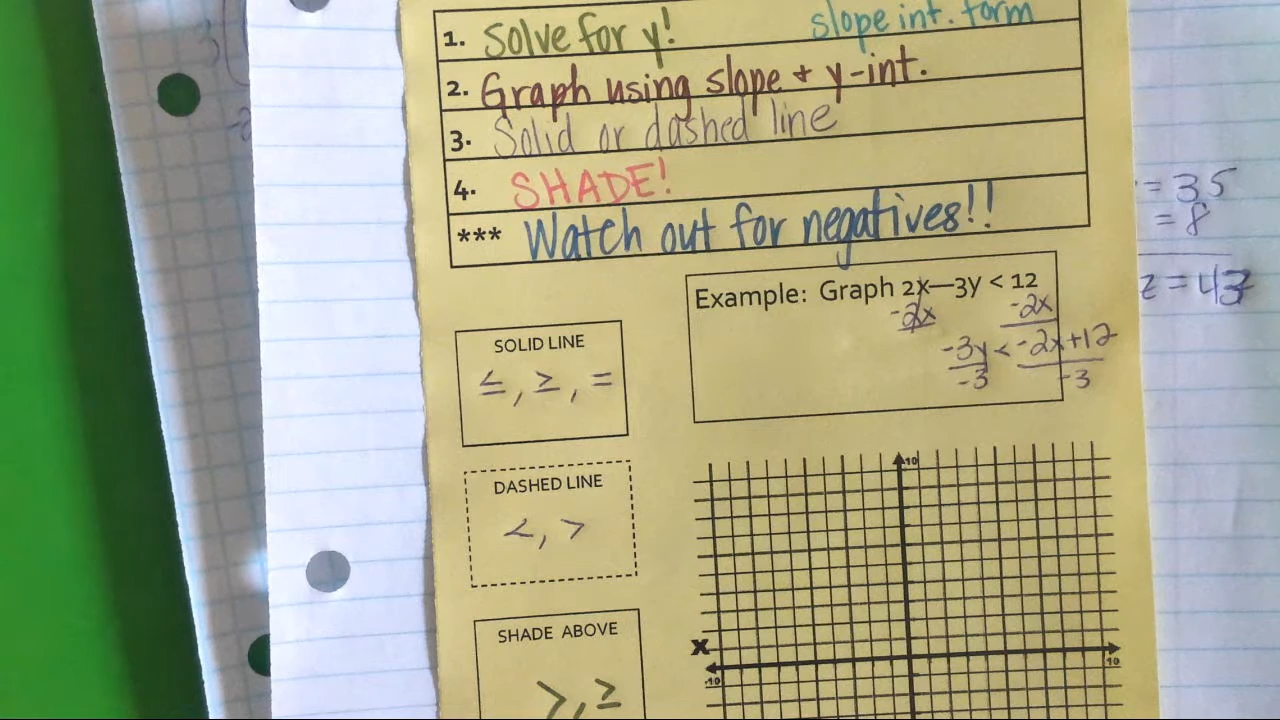 1. Solve for y! slope int. form
2. Graph using slope + y-int.
3. Solid or dashed line
4. SHADE!
*** Watch out for negatives!!
Example: Graph 2x—3y < 12
-2x -2x
-3y < -2x+12
-3 -3
SOLID LINE
≤, ≥, =
DASHED LINE
<, >
SHADE ABOVE
>, ≥
10
X
-10
10
= 35
= 8
z = 43